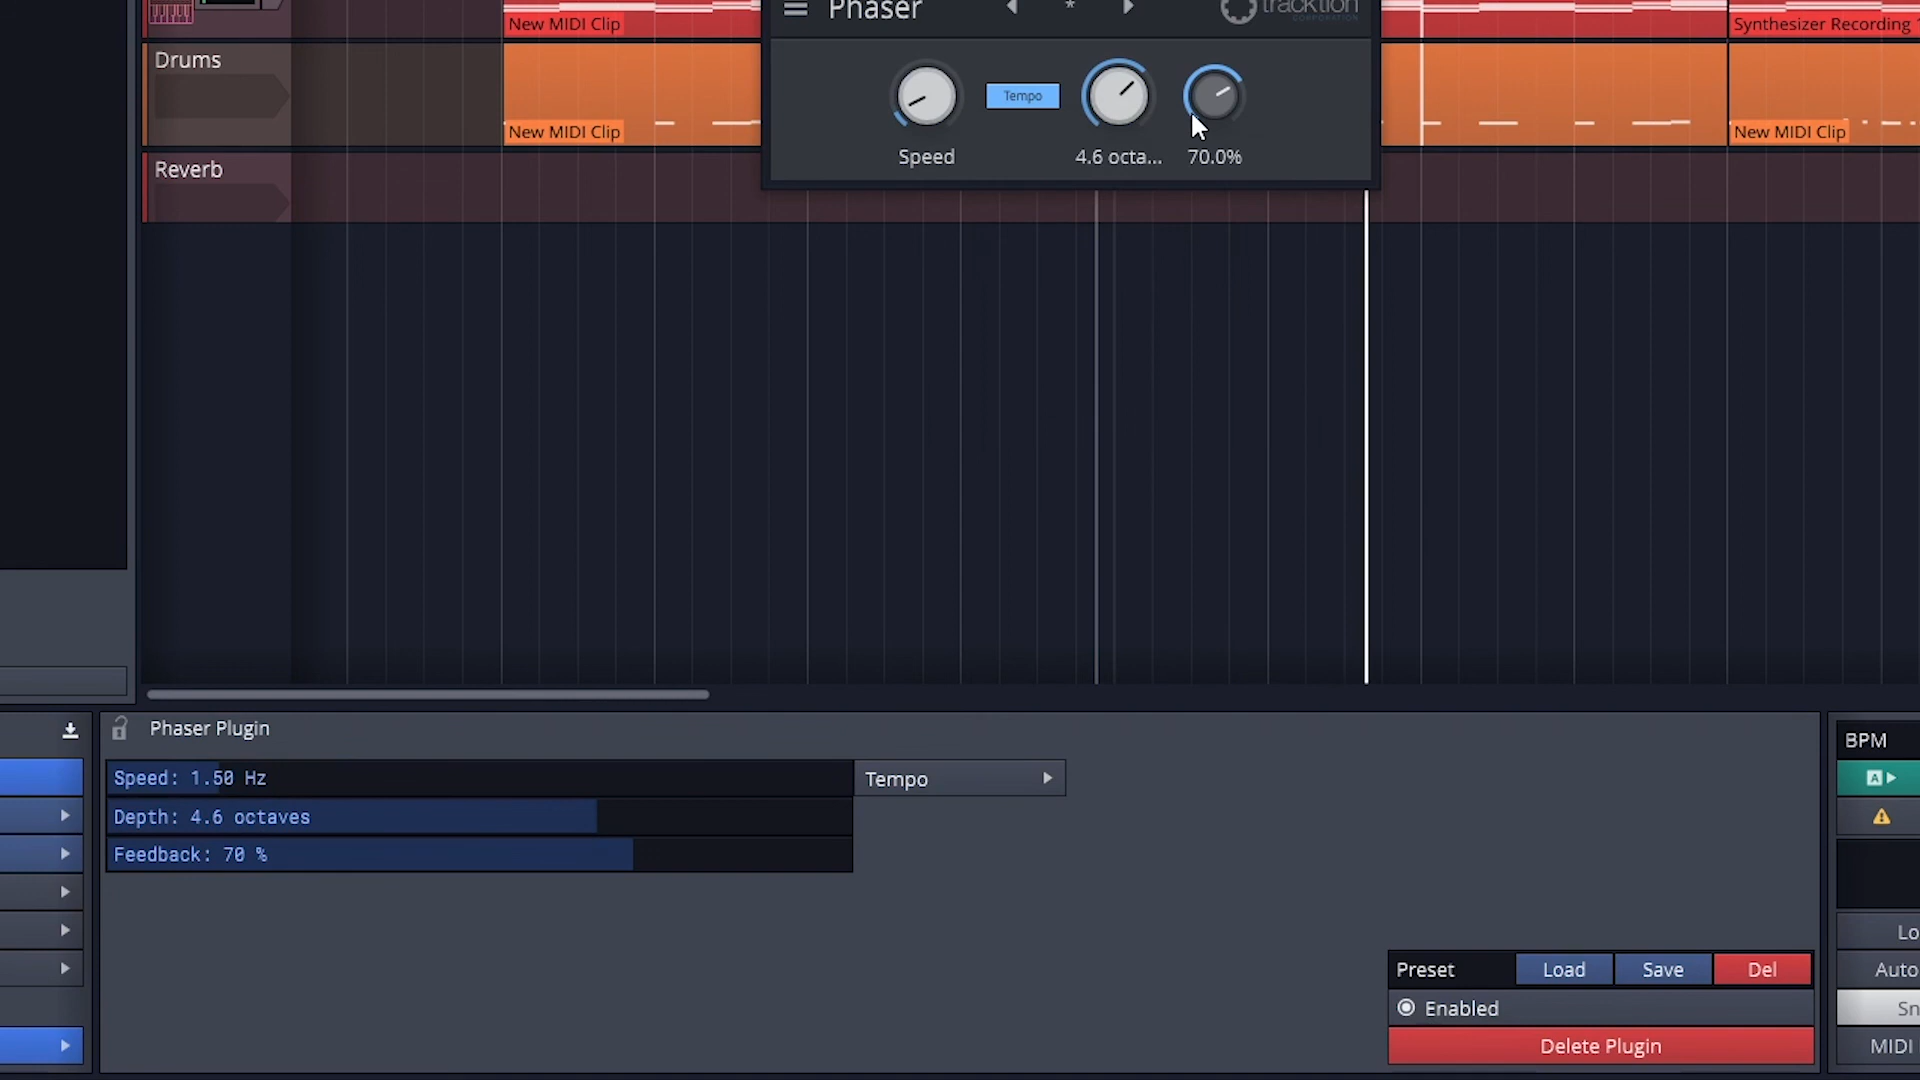 Phaser
*
tracktion
CORPORATION
New MIDI Clip
Synthesizer Recording
Drums
Tempo
New MIDI Clip
New MIDI Clip
Speed
4.6 octa...
70.0%
Reverb
Phaser Plugin
BPM
Speed: 1.50 Hz
Tempo
A
Depth: 4.6 octaves
Feedback: 70 %
Lo
Preset
Load
Save
Del
Auto
Enabled
Sn
Delete Plugin
MIDI